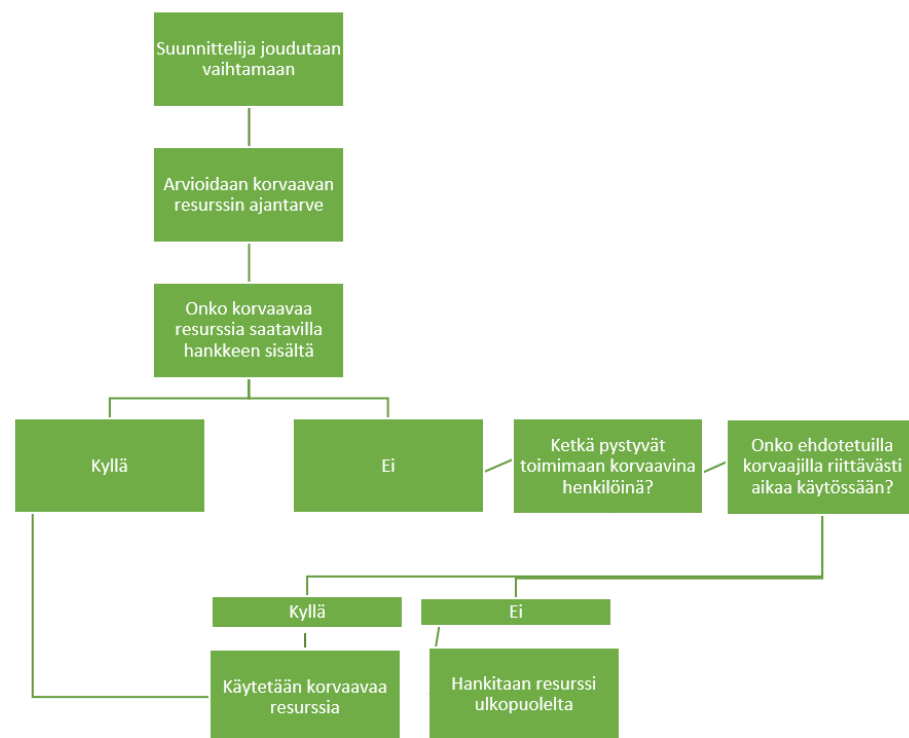 Suunnittelija joudutaan
vaihtamaan
Arvioidaan korvaavan
resurssin ajantarve
Onko korvaavaa
resurssia saatavilla
hankkeen sisältä
Kyllä
Ei
Ketkä pystyvät
toimimaan korvaavina
henkilöinä?
Onko ehdotetuilla
korvaajilla riittävästi
aikaa käytössään?
Kyllä
Ei
Käytetään korvaavaa
resurssia
Hankitaan resurssi
ulkopuolelta